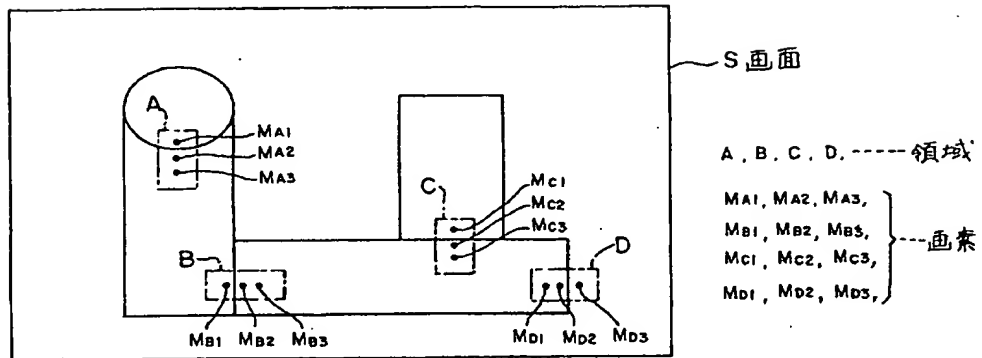 S画面
A
MA1
MA2
MA3
C
MC1
MC2
MC3
B
D
MB1 MB2 MB3
MD1 MD2 MD3
A, B, C, D, ------領域
MA1, MA2, MA3,
MB1, MB2, MB3,
MC1, MC2, MC3,
MD1, MD2, MD3,
----画素